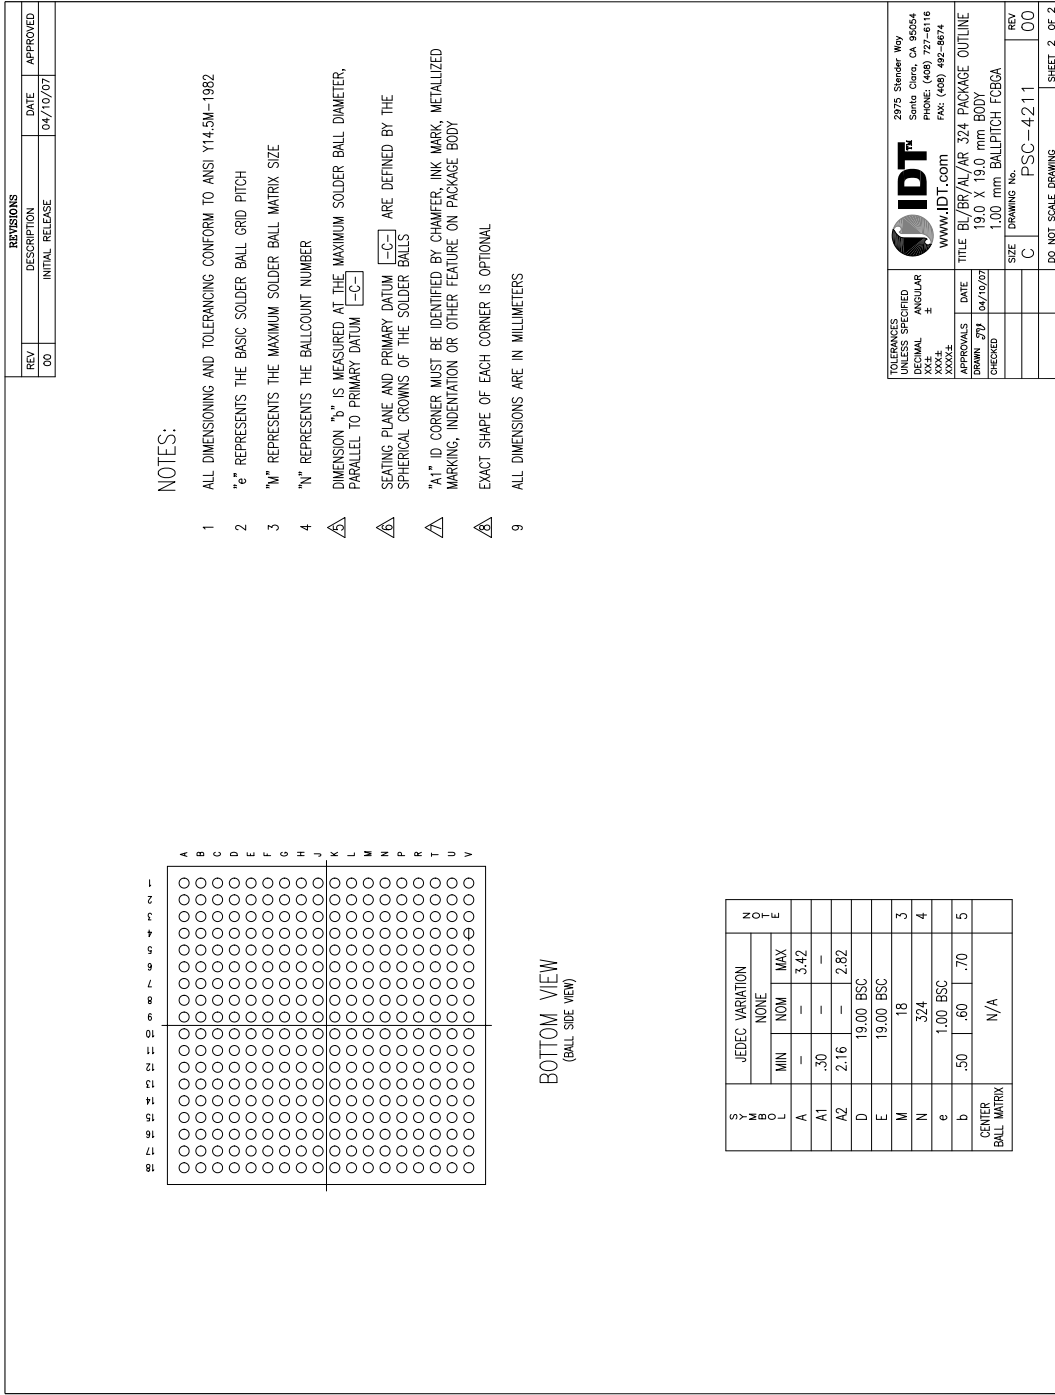 REVISIONS
REV DESCRIPTION DATE APPROVED
00 INITIAL RELEASE 04/10/07
NOTES:
1 ALL DIMENSIONING AND TOLERANCING CONFORM TO ANSI Y14.5M-1982
2 "e" REPRESENTS THE BASIC SOLDER BALL GRID PITCH
3 "M" REPRESENTS THE MAXIMUM SOLDER BALL MATRIX SIZE
4 "N" REPRESENTS THE BALLCOUNT NUMBER
5 DIMENSION "b" IS MEASURED AT THE MAXIMUM SOLDER BALL DIAMETER,
PARALLEL TO PRIMARY DATUM -C-
6 SEATING PLANE AND PRIMARY DATUM -C- ARE DEFINED BY THE
SPHERICAL CROWNS OF THE SOLDER BALLS
7 "A1" ID CORNER MUST BE IDENTIFIED BY CHAMFER, INK MARK, METALLIZED
MARKING, INDENTATION OR OTHER FEATURE ON PACKAGE BODY
8 EXACT SHAPE OF EACH CORNER IS OPTIONAL
9 ALL DIMENSIONS ARE IN MILLIMETERS
18 17 16 15 14 13 12 11 10 9 8 7 6 5 4 3 2 1
A
B
C
D
E
F
G
H
J
K
L
M
N
P
R
T
U
V
BOTTOM VIEW
(BALL SIDE VIEW)
SYMBOL JEDEC VARIATION NOTE
NONE
MIN NOM MAX
A - - 3.42
A1 .30 - -
A2 2.16 - 2.82
D 19.00 BSC
E 19.00 BSC
M 18 3
N 324 4
e 1.00 BSC
b .50 .60 .70 5
CENTER
BALL MATRIX N/A
TOLERANCES
UNLESS SPECIFIED
DECIMAL ANGULAR
XX± ±
XXX±
XXXX±
APPROVALS DATE
DRAWN 04/10/07
CHECKED
IDT™
www.IDT.com
2975 Stender Way
Santa Clara, CA 95054
PHONE: (408) 727-6116
FAX: (408) 492-8674
TITLE BL/BR/AL/AR 324 PACKAGE OUTLINE
19.0 X 19.0 mm BODY
1.00 mm BALLPITCH FCBGA
SIZE DRAWING No. REV
C PSC-4211 00
DO NOT SCALE DRAWING SHEET 2 OF 2